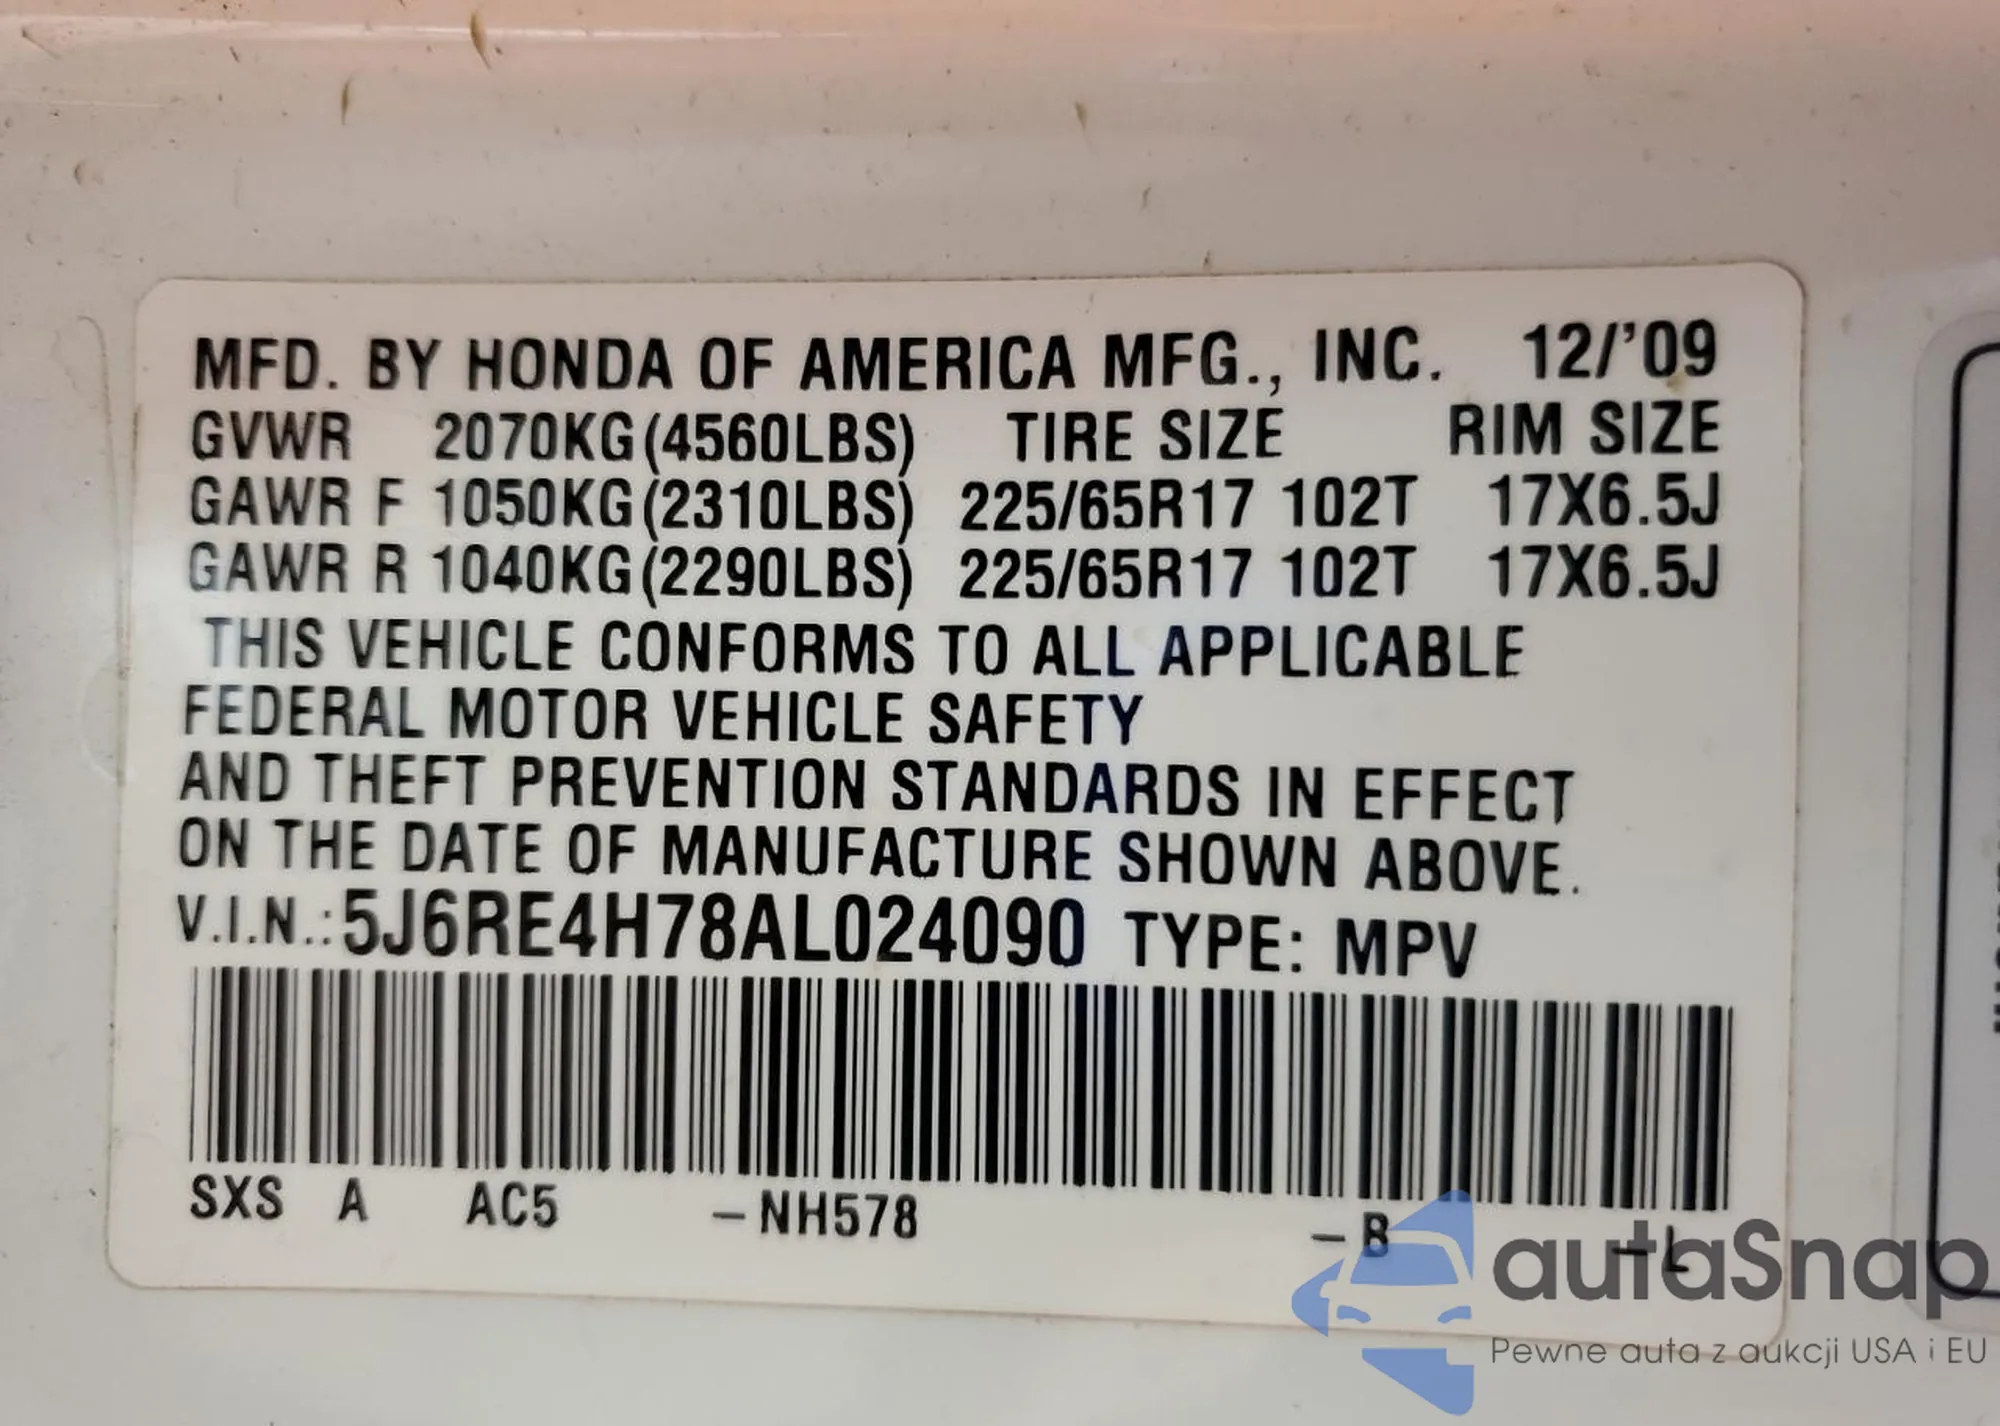 MFD. BY HONDA OF AMERICA MFG., INC. 12/'09
GVWR 2070KG(4560LBS) TIRE SIZE RIM SIZE
GAWR F 1050KG(2310LBS) 225/65R17 102T 17X6.5J
GAWR R 1040KG(2290LBS) 225/65R17 102T 17X6.5J
THIS VEHICLE CONFORMS TO ALL APPLICABLE
FEDERAL MOTOR VEHICLE SAFETY
AND THEFT PREVENTION STANDARDS IN EFFECT
ON THE DATE OF MANUFACTURE SHOWN ABOVE.
V.I.N.:5J6RE4H78AL024090 TYPE: MPV
SXS A AC5 –NH578 –B –L
autaSnap
Pewne auta z aukcji USA i EU